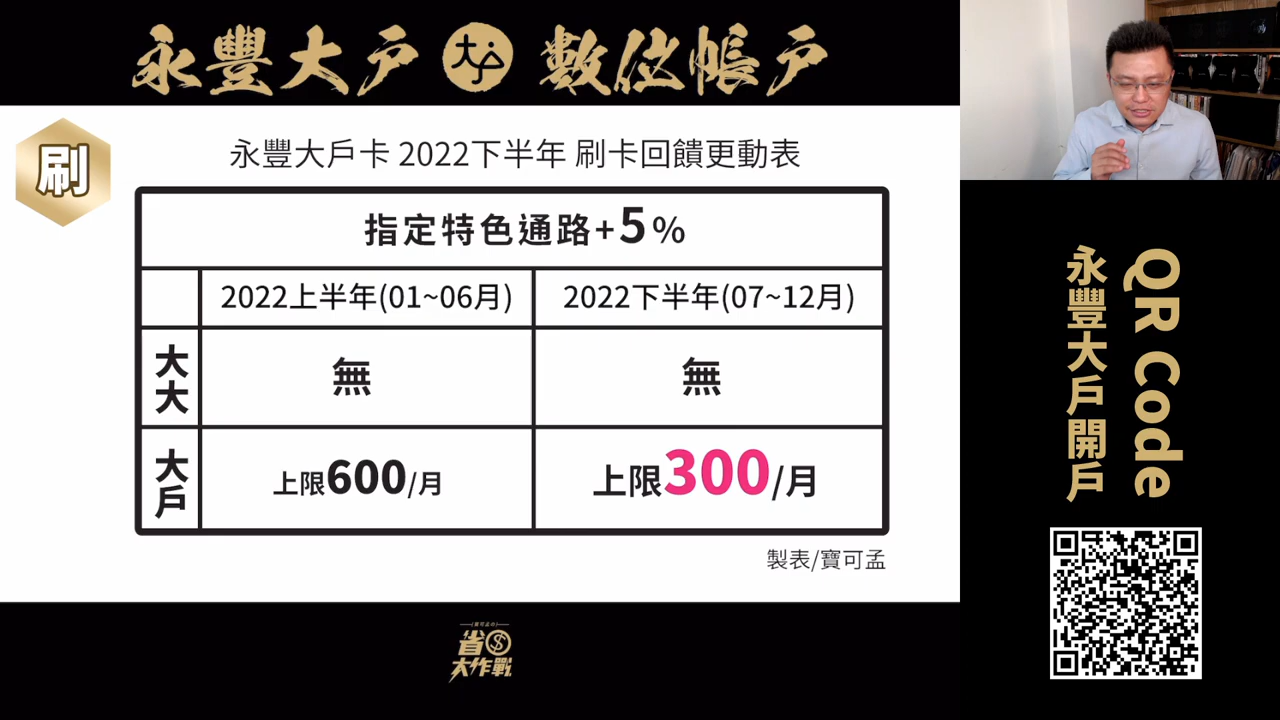 永豐大戶 大戶 數位帳戶
刷
永豐大戶卡 2022下半年 刷卡回饋更動表
指定特色通路+5%
2022上半年(01~06月) 2022下半年(07~12月)
大大 無 無
大戶 上限600/月 上限300/月
製表/寶可孟
省$
大作戰
QR Code
永豐大戶開戶